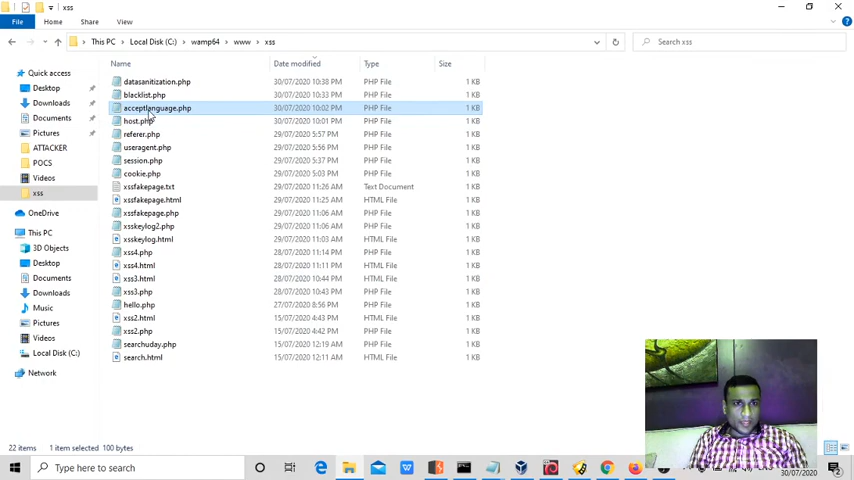 xss
File Home Share View
This PC > Local Disk (C:) > wamp64 > www > xss
Search xss
Name Date modified Type Size
Quick access
Desktop
Downloads
Documents
Pictures
ATTACKER
POCS
Videos
xss
OneDrive
This PC
3D Objects
Desktop
Documents
Downloads
Music
Pictures
Videos
Local Disk (C:)
Network
datasanitization.php 30/07/2020 10:38 PM PHP File 1 KB
blacklist.php 30/07/2020 10:33 PM PHP File 1 KB
acceptlanguage.php 30/07/2020 10:02 PM PHP File 1 KB
host.php 30/07/2020 10:01 PM PHP File 1 KB
referer.php 29/07/2020 5:57 PM PHP File 1 KB
useragent.php 29/07/2020 5:56 PM PHP File 1 KB
session.php 29/07/2020 5:37 PM PHP File 1 KB
cookie.php 29/07/2020 5:03 PM PHP File 1 KB
xssfakepage.txt 29/07/2020 11:26 AM Text Document 1 KB
xssfakepage.html 29/07/2020 11:25 AM HTML File 1 KB
xssfakepage.php 29/07/2020 11:06 AM PHP File 1 KB
xsskeylog2.php 29/07/2020 11:06 AM PHP File 1 KB
xsskeylog.html 29/07/2020 11:03 AM HTML File 1 KB
xss4.php 28/07/2020 11:14 PM PHP File 1 KB
xss4.html 28/07/2020 11:11 PM HTML File 1 KB
xss3.html 28/07/2020 10:44 PM HTML File 1 KB
xss3.php 28/07/2020 10:43 PM PHP File 1 KB
hello.php 27/07/2020 8:56 PM PHP File 1 KB
xss2.html 15/07/2020 4:43 PM HTML File 1 KB
xss2.php 15/07/2020 4:42 PM PHP File 1 KB
searchuday.php 15/07/2020 12:19 AM PHP File 1 KB
search.html 15/07/2020 12:11 AM HTML File 1 KB
22 items 1 item selected 100 bytes
Type here to search
30/07/2020
2